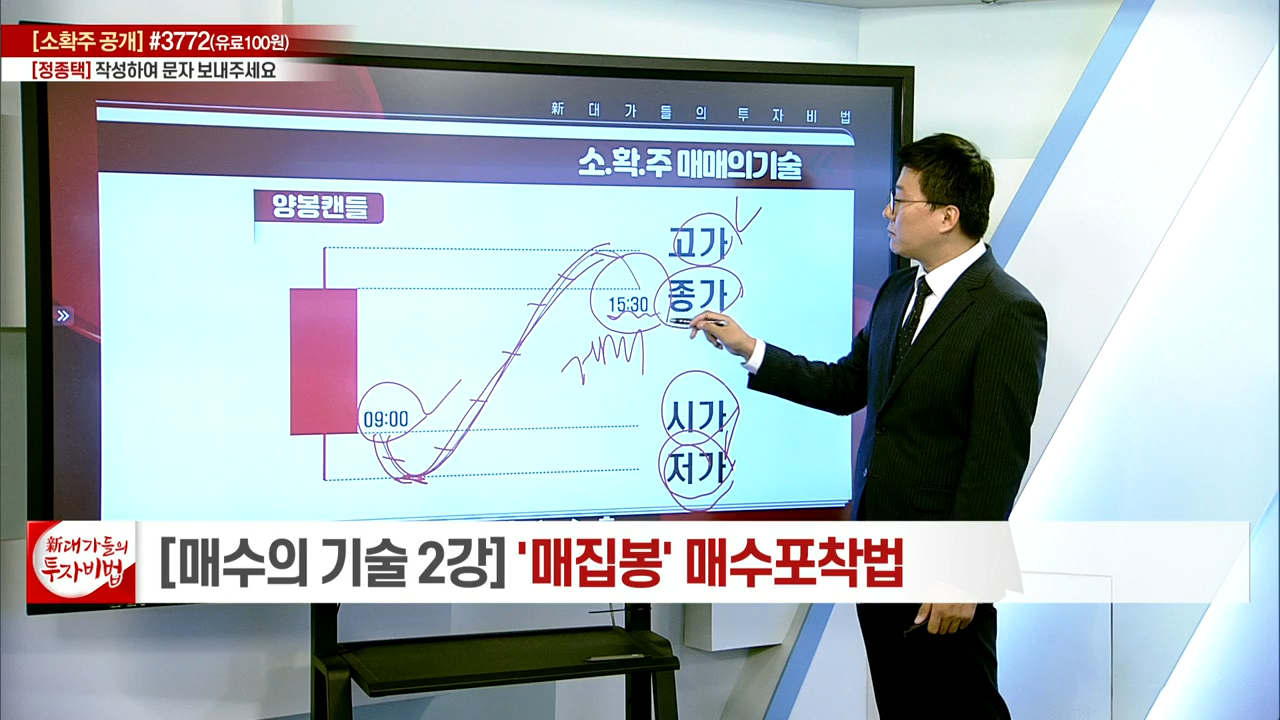 [소확주 공개] #3772(유료100원)
[정종택] 작성하여 문자 보내주세요
新 대가들의 투자비법
소.확.주 매매의기술
양봉캔들
고가
종가
15:30
09:00
시가
저가
新대가들의
투자비법
[매수의 기술 2강] '매집봉' 매수포착법